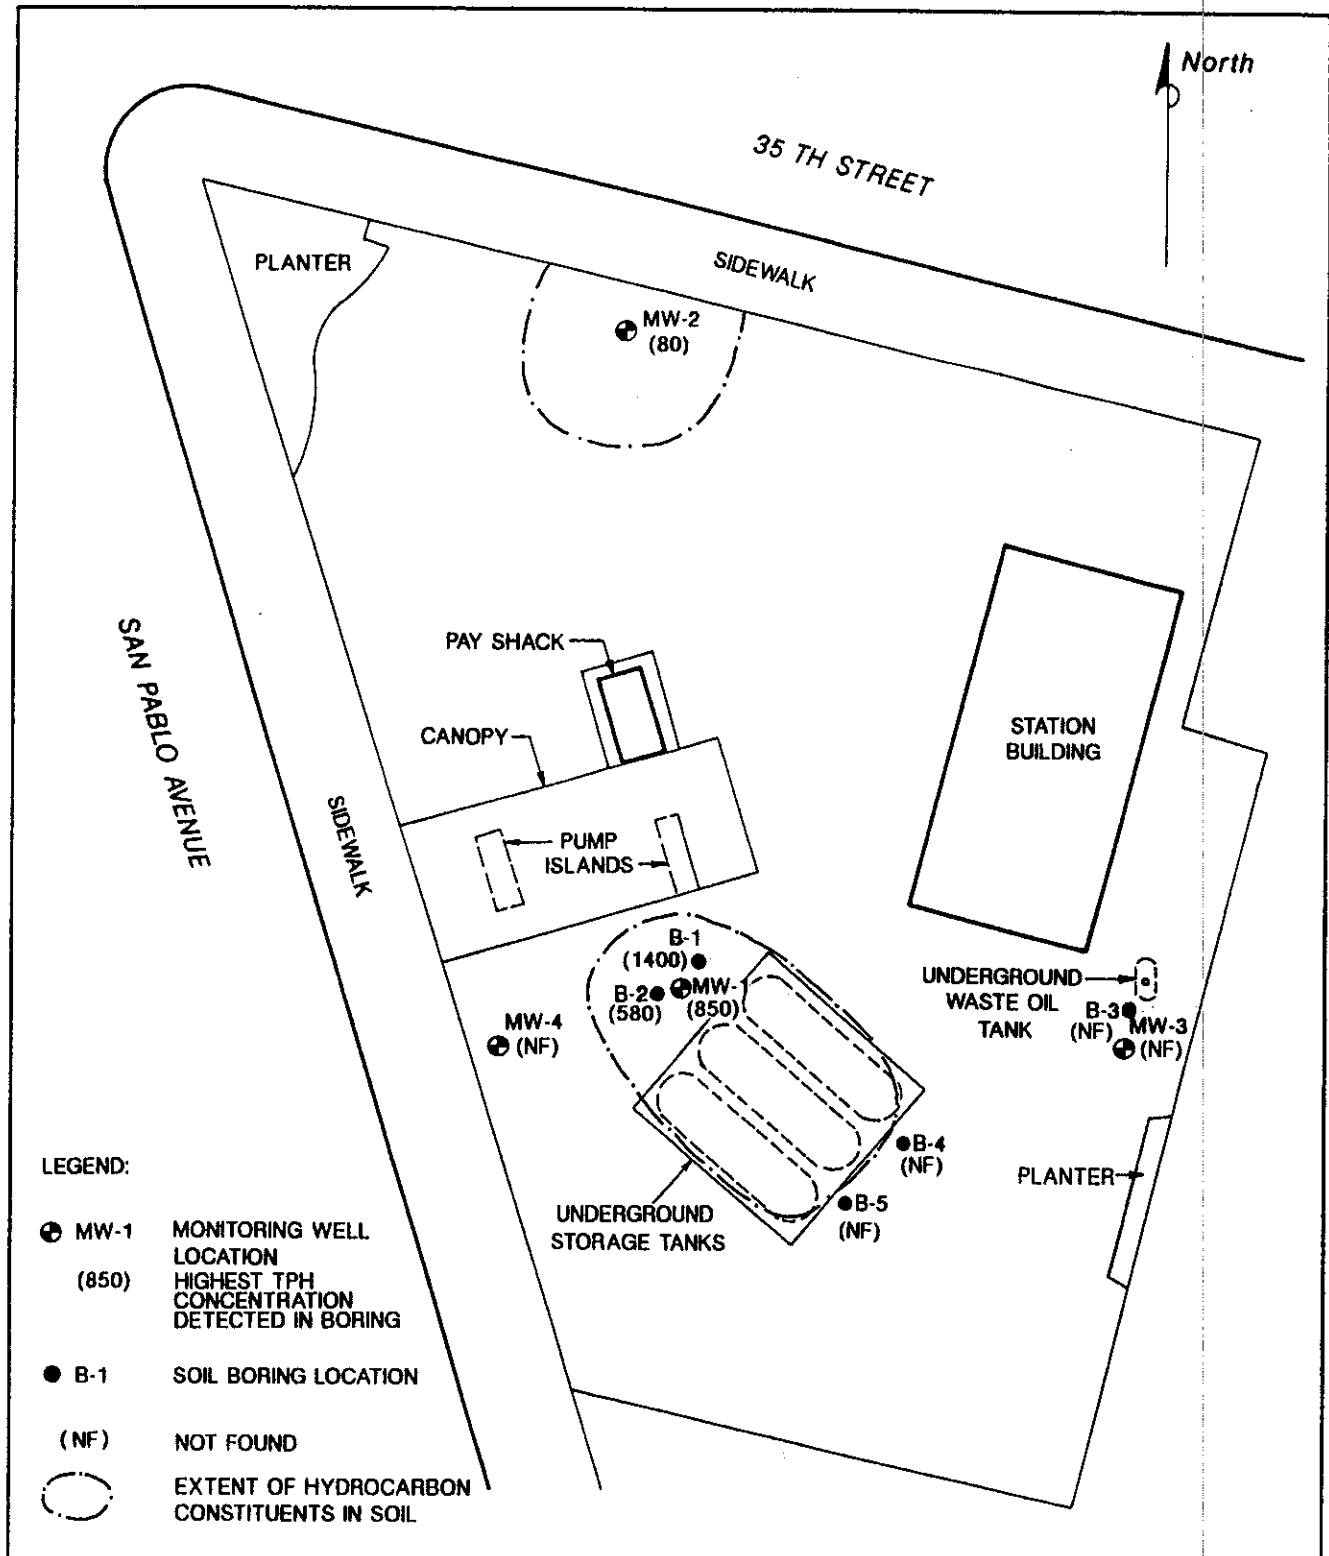 North
35 TH STREET
SIDEWALK
PLANTER
MW-2
(80)
SAN PABLO AVENUE
SIDEWALK
PAY SHACK
CANOPY
PUMP
ISLANDS
STATION
BUILDING
B-1
(1400)
B-2
(580)
MW-1
(850)
MW-4
(NF)
UNDERGROUND
WASTE OIL
TANK
B-3
(NF)
MW-3
(NF)
B-4
(NF)
B-5
(NF)
PLANTER
UNDERGROUND
STORAGE TANKS
LEGEND:
MW-1 MONITORING WELL
LOCATION
(850) HIGHEST TPH
CONCENTRATION
DETECTED IN BORING
B-1 SOIL BORING LOCATION
(NF) NOT FOUND
EXTENT OF HYDROCARBON
CONSTITUENTS IN SOIL